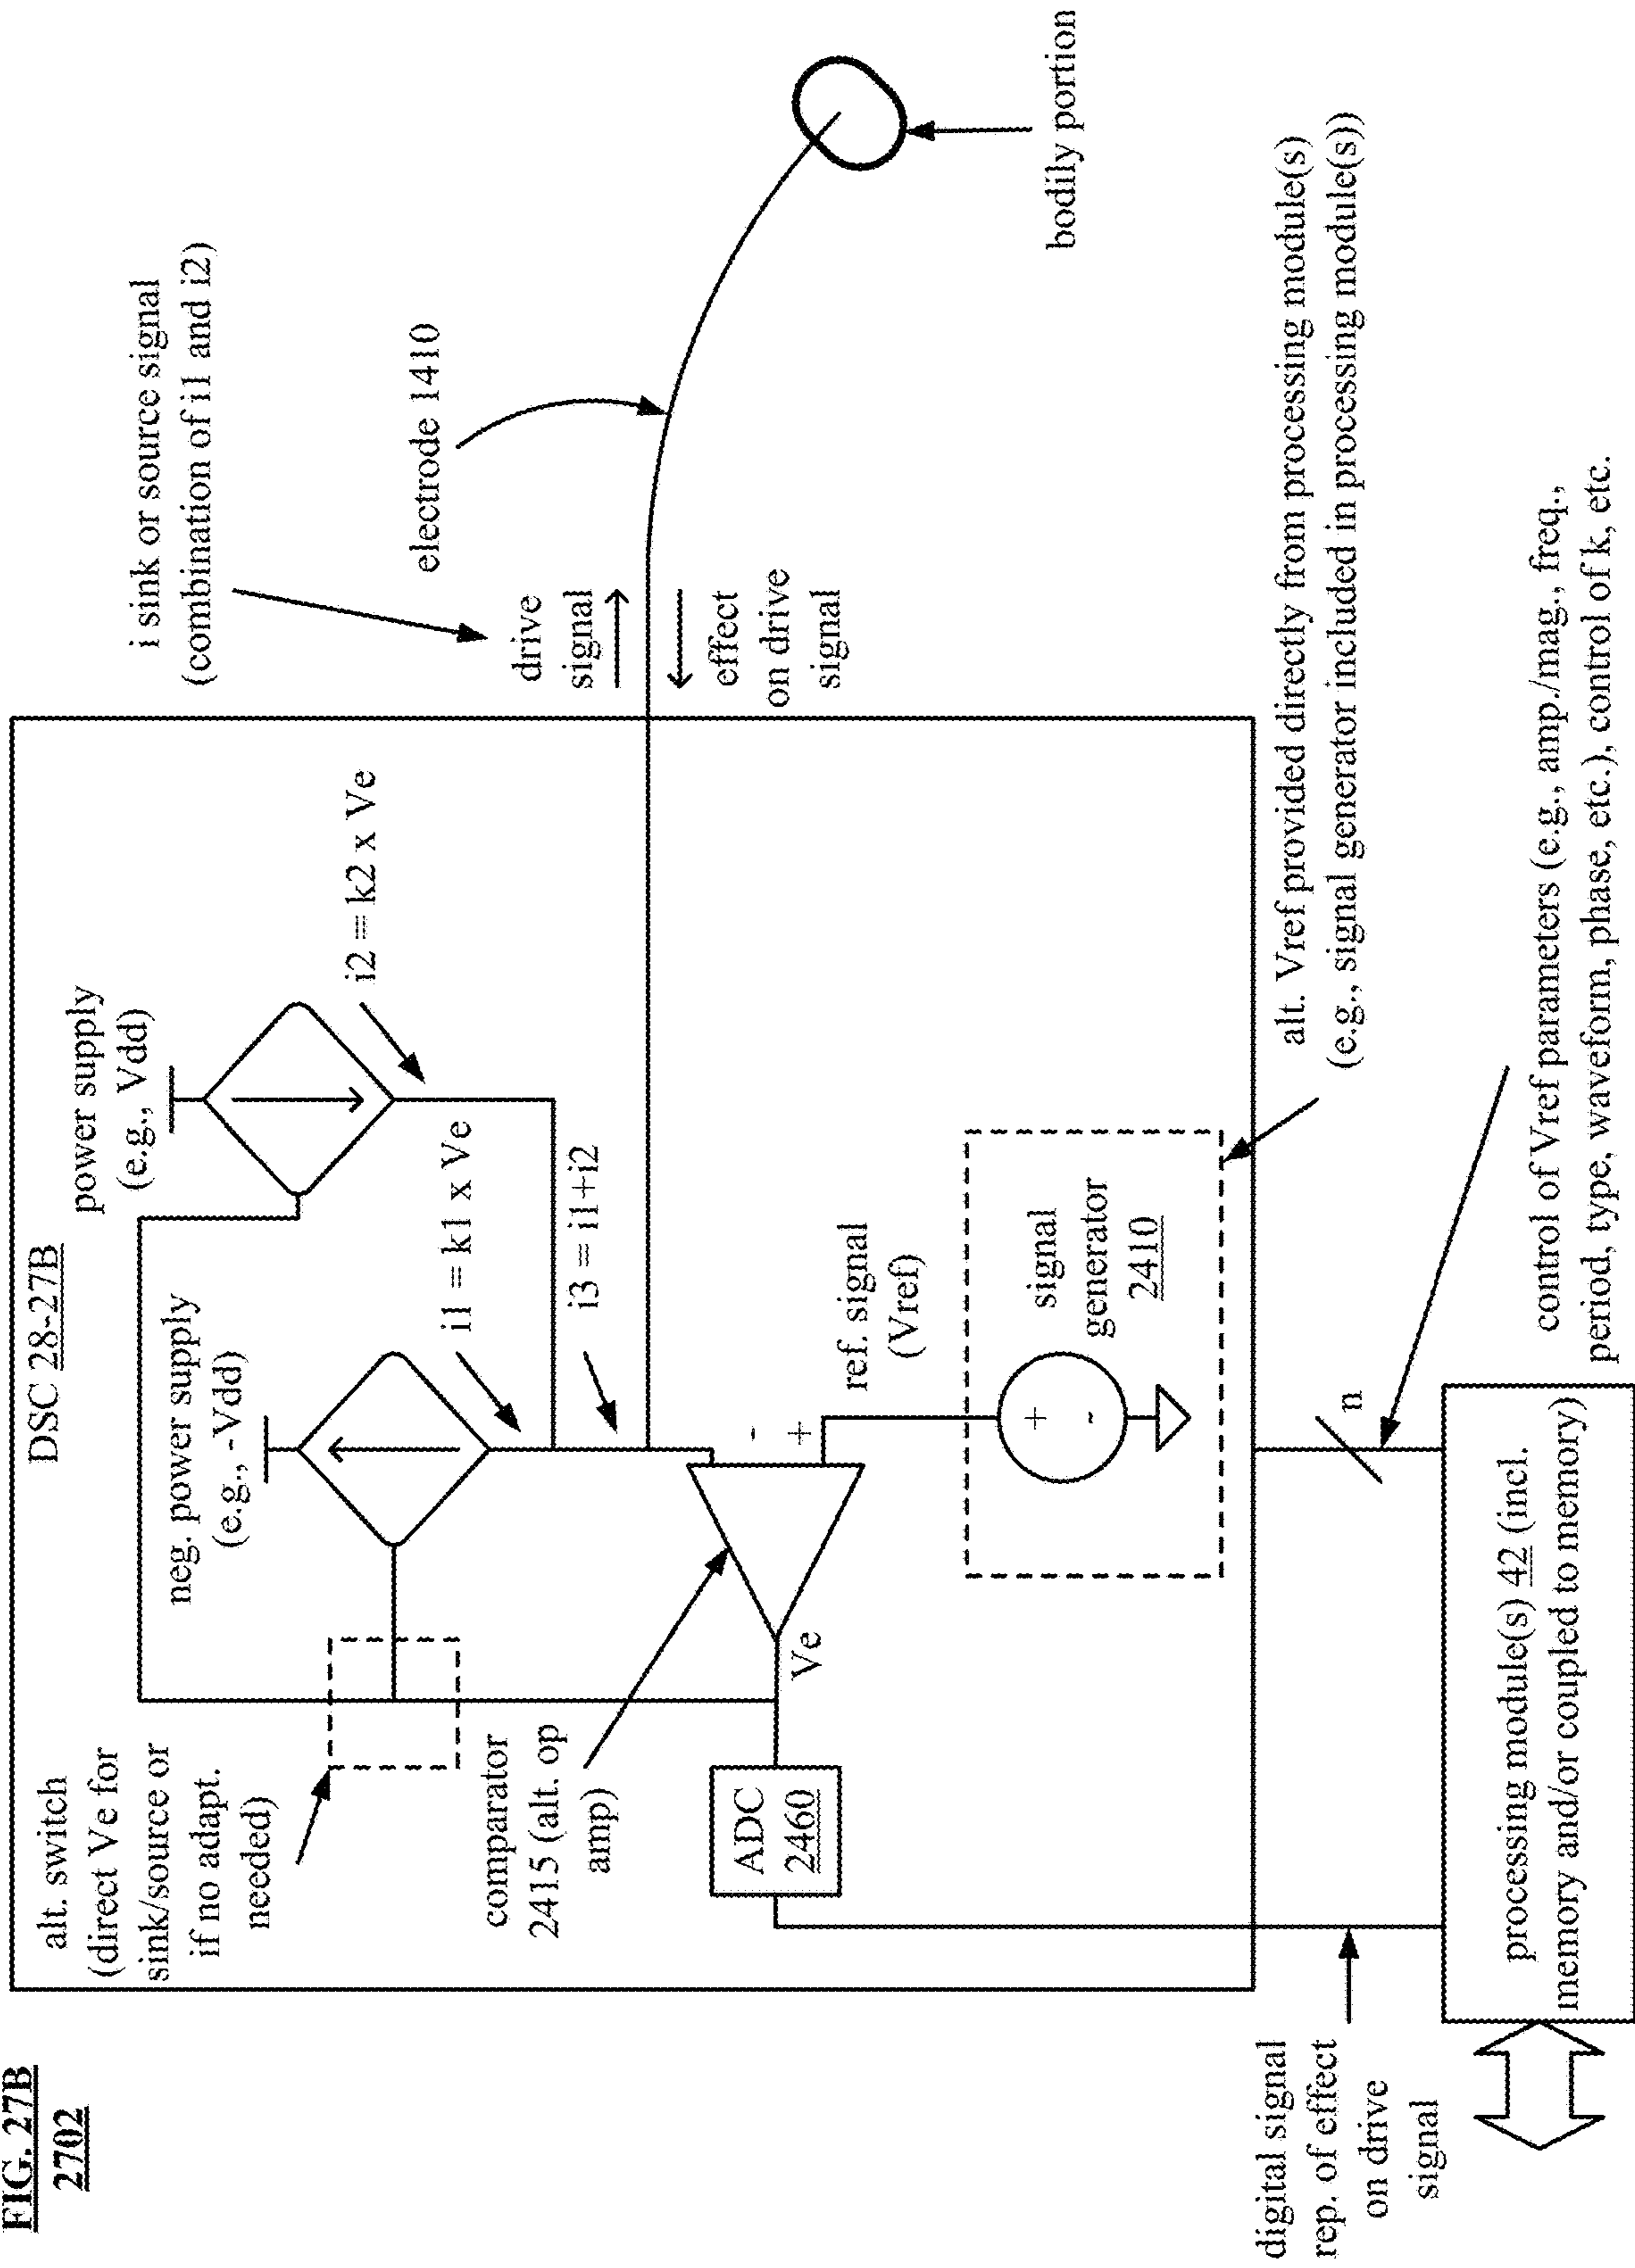 FIG. 27B
2702
DSC 28-27B
alt. switch
(direct Ve for
sink/source or
if no adapt.
needed)
neg. power supply
(e.g., -Vdd)
power supply
(e.g., Vdd)
i1 = k1 x Ve
i2 = k2 x Ve
i3 = i1+i2
comparator
2415 (alt. op
amp)
-
+
Ve
ADC
2460
ref. signal
(Vref)
+
-
signal
generator
2410
i sink or source signal
(combination of i1 and i2)
drive
signal
effect
on drive
signal
electrode 1410
bodily portion
alt. Vref provided directly from processing module(s)
(e.g., signal generator included in processing module(s))
control of Vref parameters (e.g., amp./mag., freq.,
period, type, waveform, phase, etc.), control of k, etc.
n
digital signal
rep. of effect
on drive
signal
processing module(s) 42 (incl.
memory and/or coupled to memory)